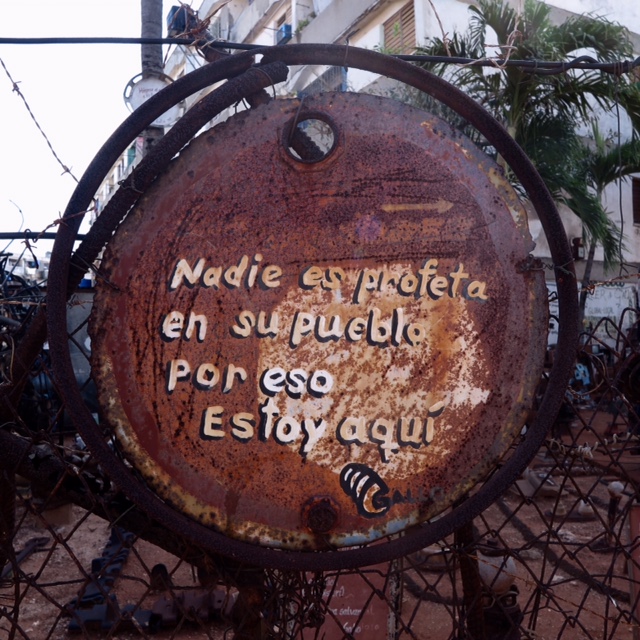 Nadie es profeta
en su pueblo
por eso
Estoy aquí